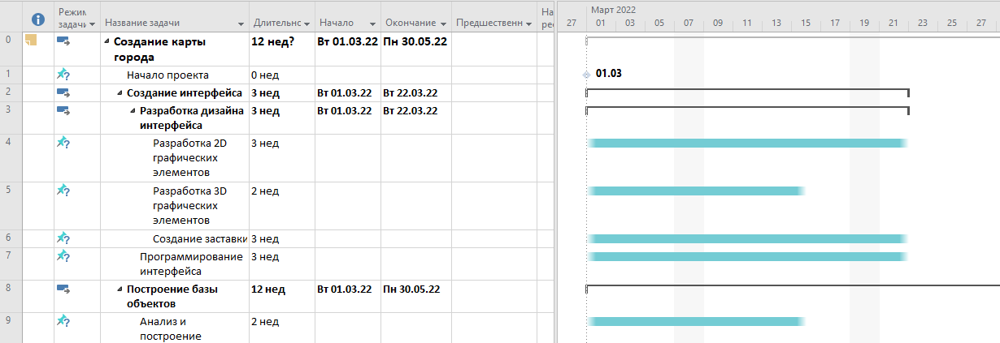 Режим задачи
Название задачи
Длительнс
Начало
Окончание
Предшественн
На
рес
Март 2022
27 01 03 05 07 09 11 13 15 17 19 21 23 25 27
0 Создание карты города 12 нед? Вт 01.03.22 Пн 30.05.22
1 Начало проекта 0 нед 01.03
2 Создание интерфейса 3 нед Вт 01.03.22 Вт 22.03.22
3 Разработка дизайна интерфейса 3 нед Вт 01.03.22 Вт 22.03.22
4 Разработка 2D графических элементов 3 нед
5 Разработка 3D графических элементов 2 нед
6 Создание заставки 3 нед
7 Программирование интерфейса 3 нед
8 Построение базы объектов 12 нед Вт 01.03.22 Пн 30.05.22
9 Анализ и построение 2 нед